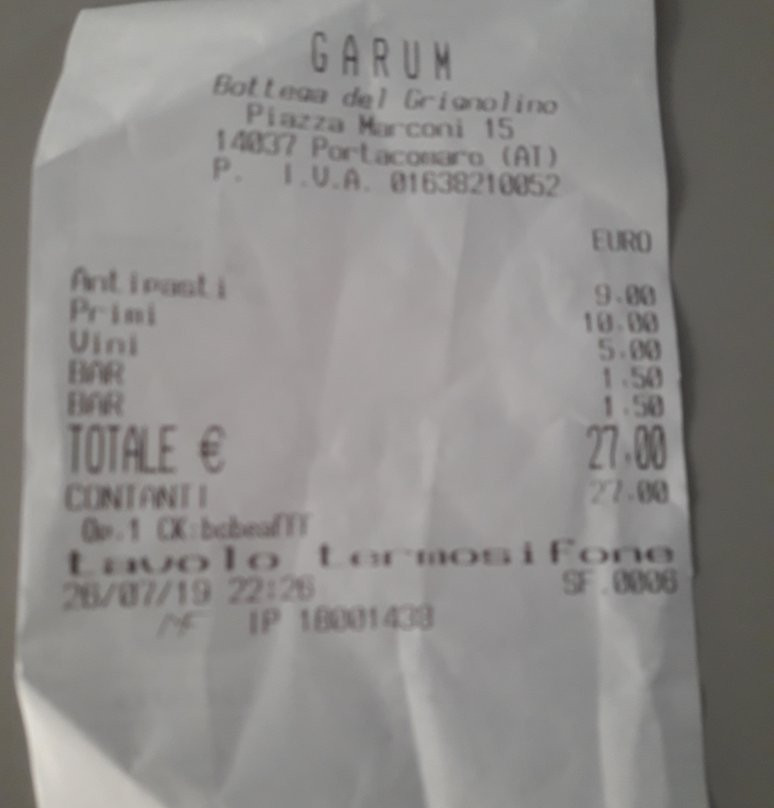 GARUM
Bottega del Grignolino
Piazza Marconi 15
14037 Portacomaro (AT)
P. I.V.A. 01638210052
EURO
Antipasti 9.00
Primi 10.00
Vini 5.00
BAR 1.50
BAR 1.50
TOTALE € 27.00
CONTANTI 27.00
Op.1
tavolo termosifone
26/07/19 22:26 SF.0006
IP 18001439